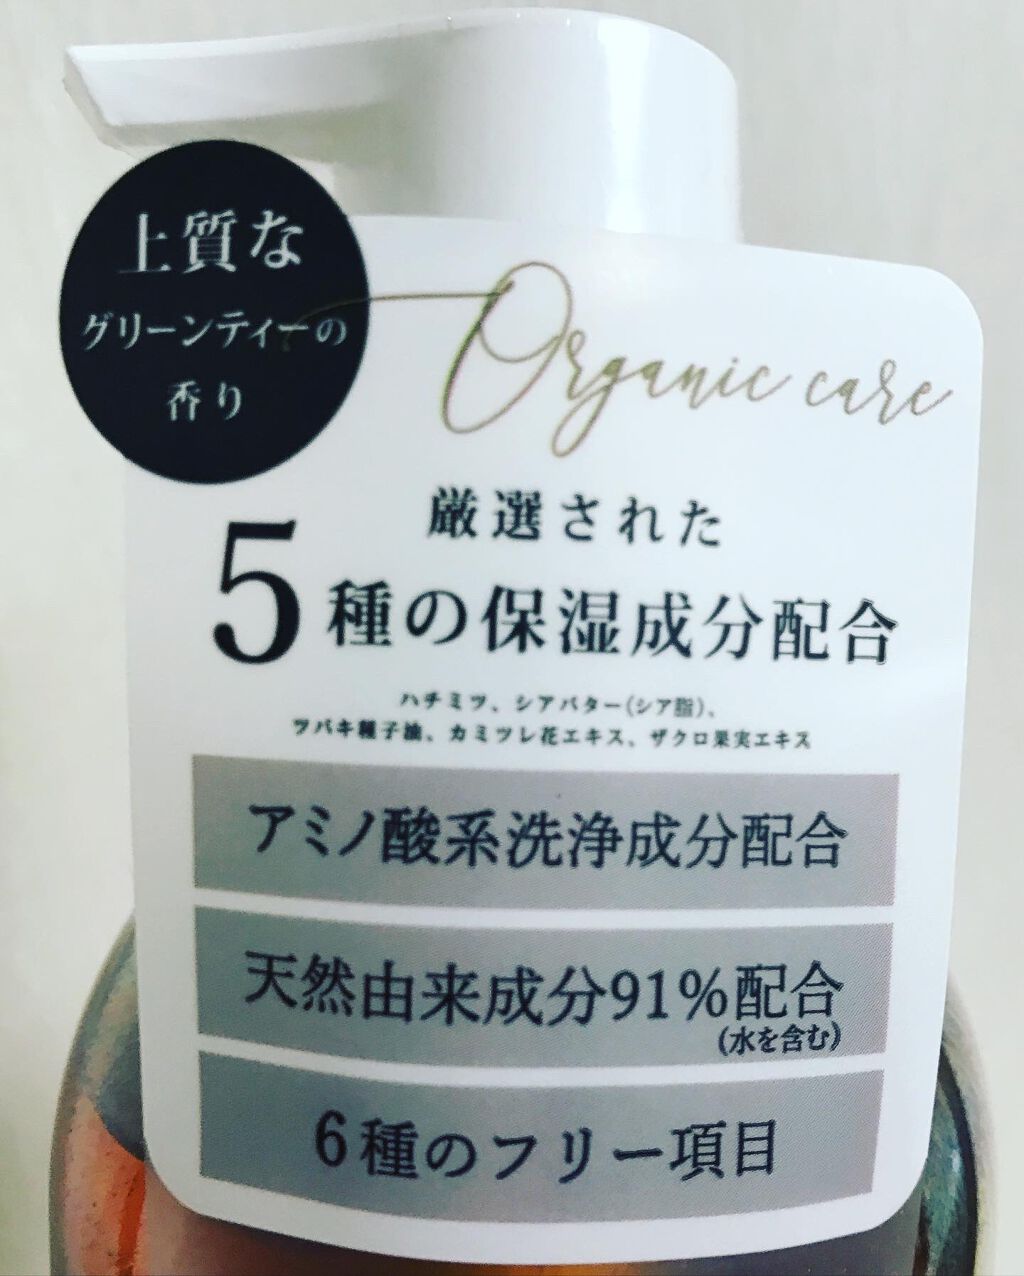 上質な
グリーンティーの
香り
Organic care
厳選された
5種の保湿成分配合
ハチミツ、シアバター(シア脂)、
ツバキ種子油、カミツレ花エキス、ザクロ果実エキス
アミノ酸系洗浄成分配合
天然由来成分91%配合
(水を含む)
6種のフリー項目